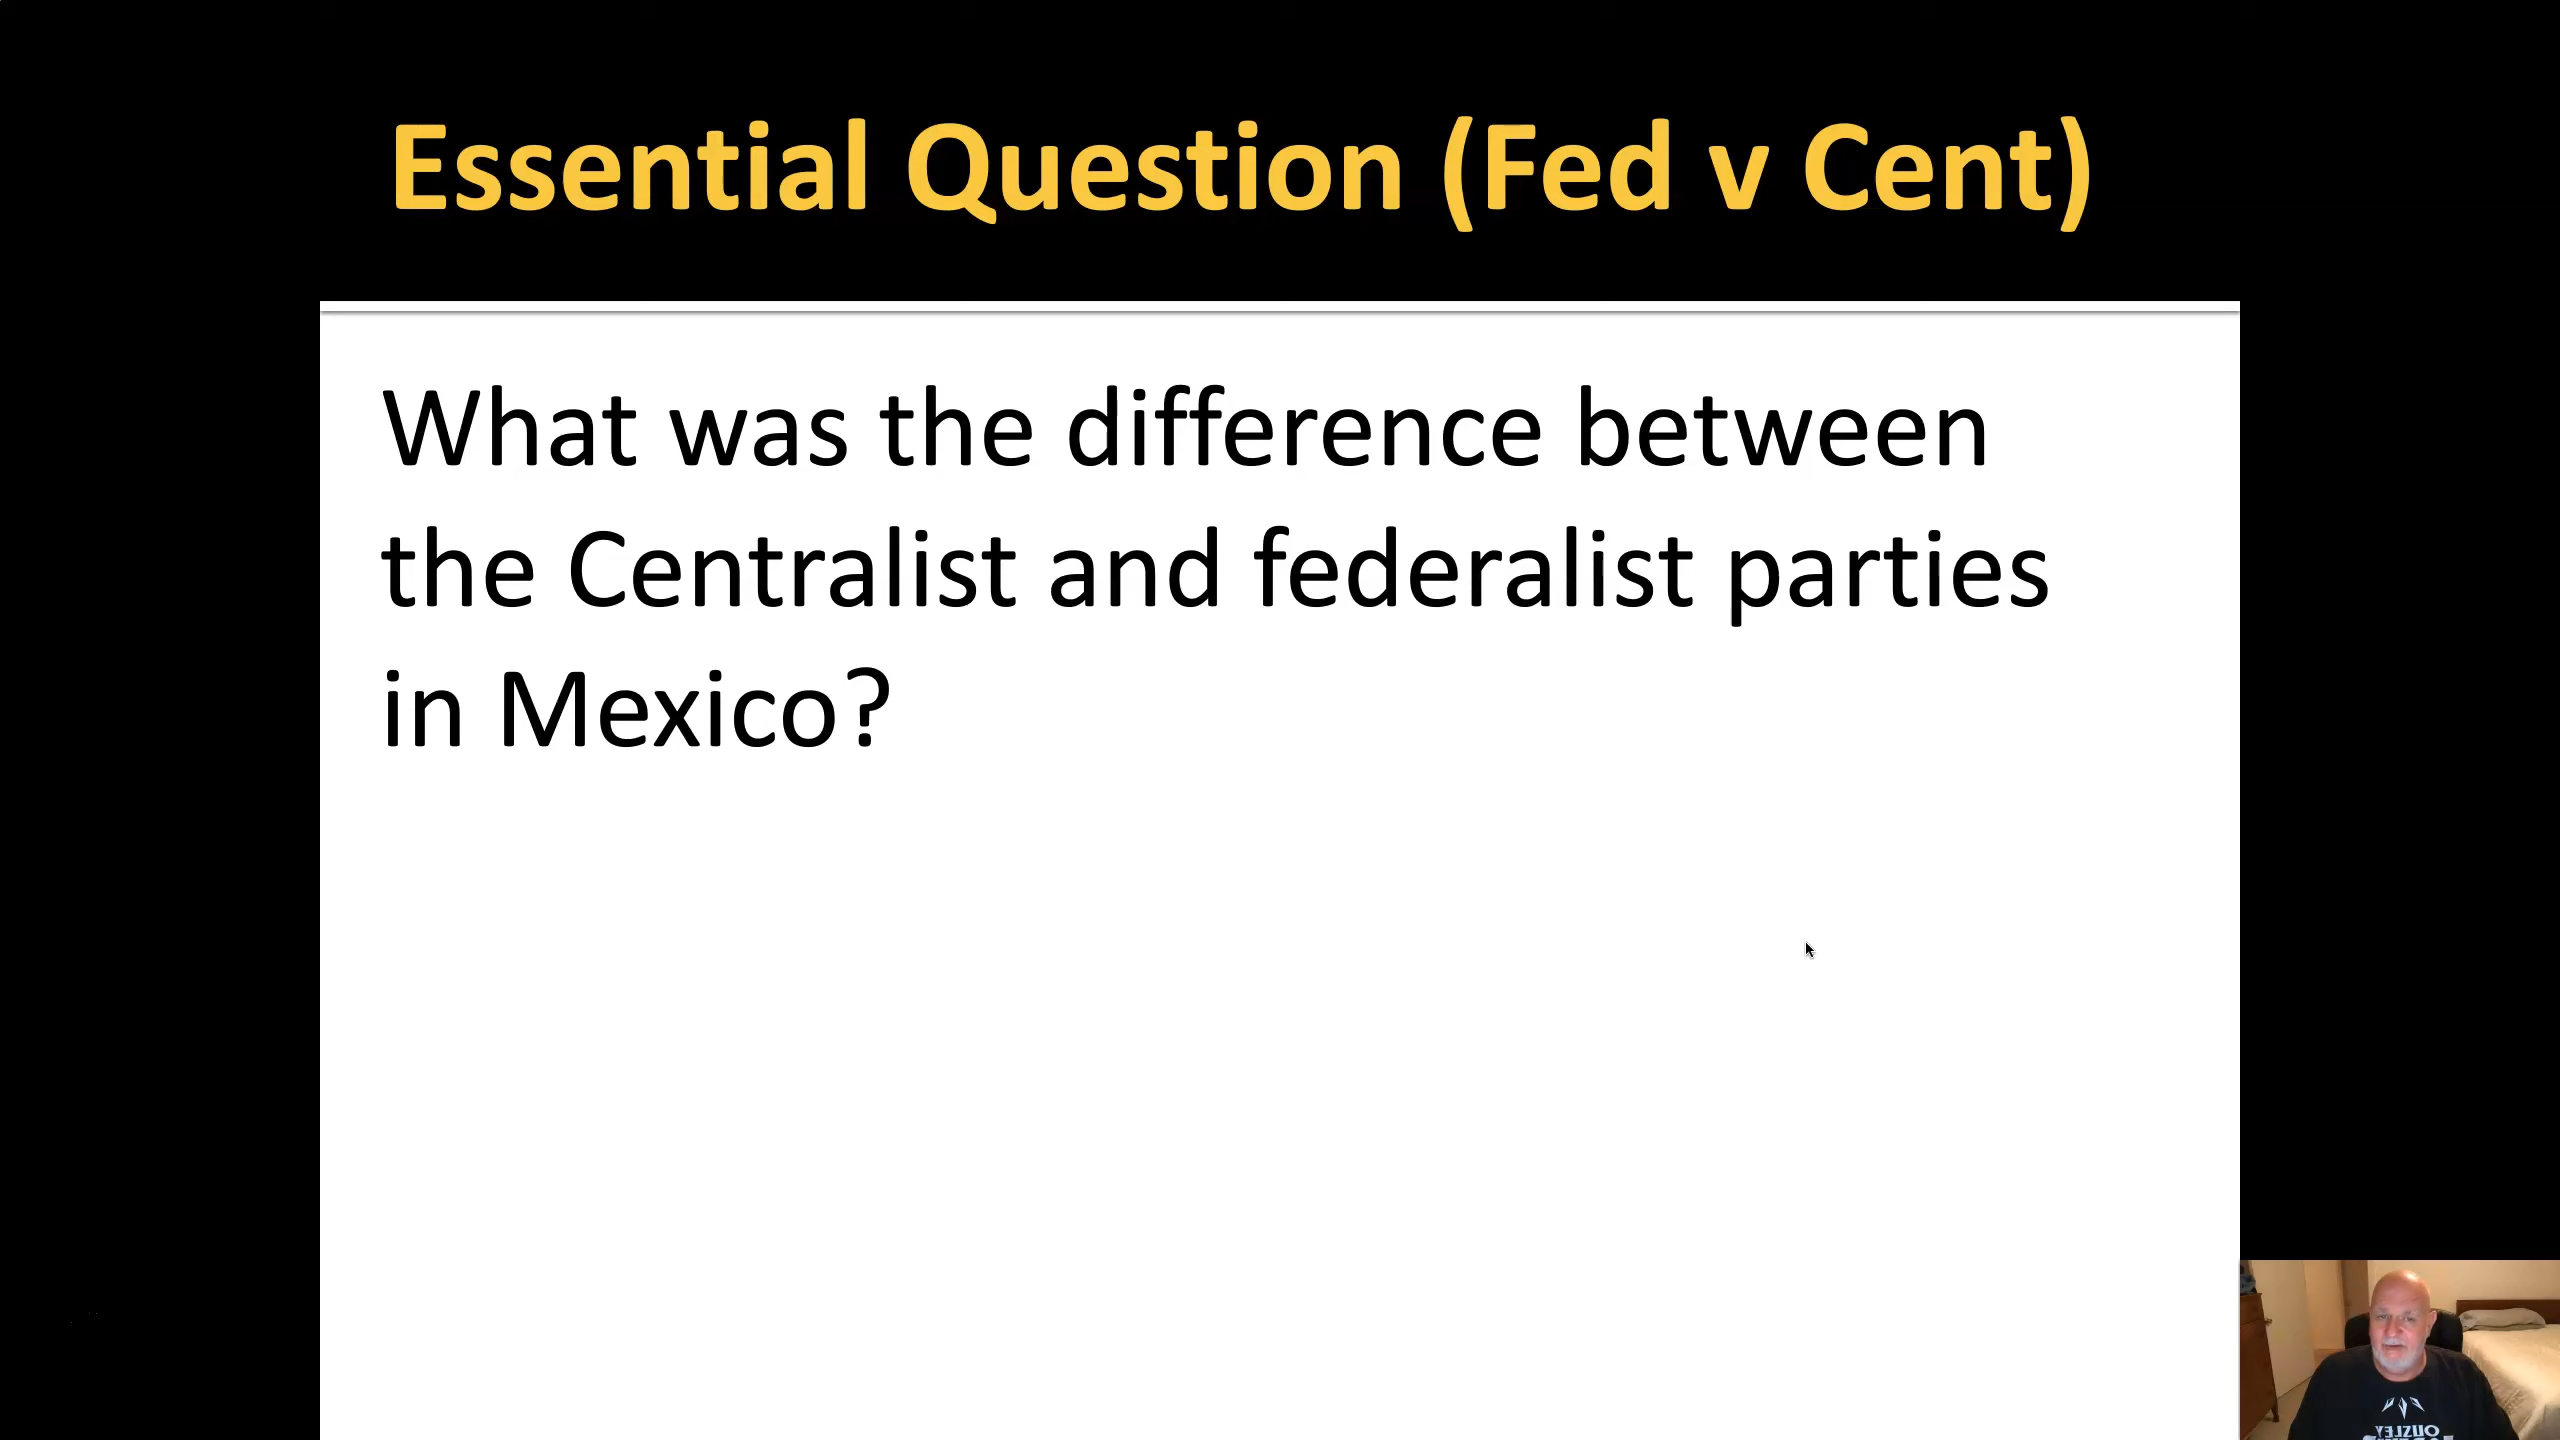 Essential Question (Fed v Cent)
What was the difference between
the Centralist and federalist parties
in Mexico?